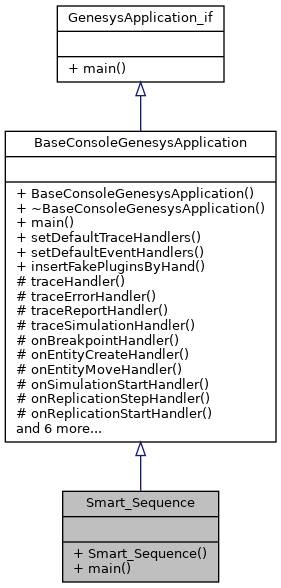 GenesysApplication_if
+ main()
BaseConsoleGenesysApplication
+ BaseConsoleGenesysApplication()
+ ~BaseConsoleGenesysApplication()
+ main()
+ setDefaultTraceHandlers()
+ setDefaultEventHandlers()
+ insertFakePluginsByHand()
# traceHandler()
# traceErrorHandler()
# traceReportHandler()
# traceSimulationHandler()
# onBreakpointHandler()
# onEntityCreateHandler()
# onEntityMoveHandler()
# onSimulationStartHandler()
# onReplicationStepHandler()
# onReplicationStartHandler()
and 6 more...
Smart_Sequence
+ Smart_Sequence()
+ main()